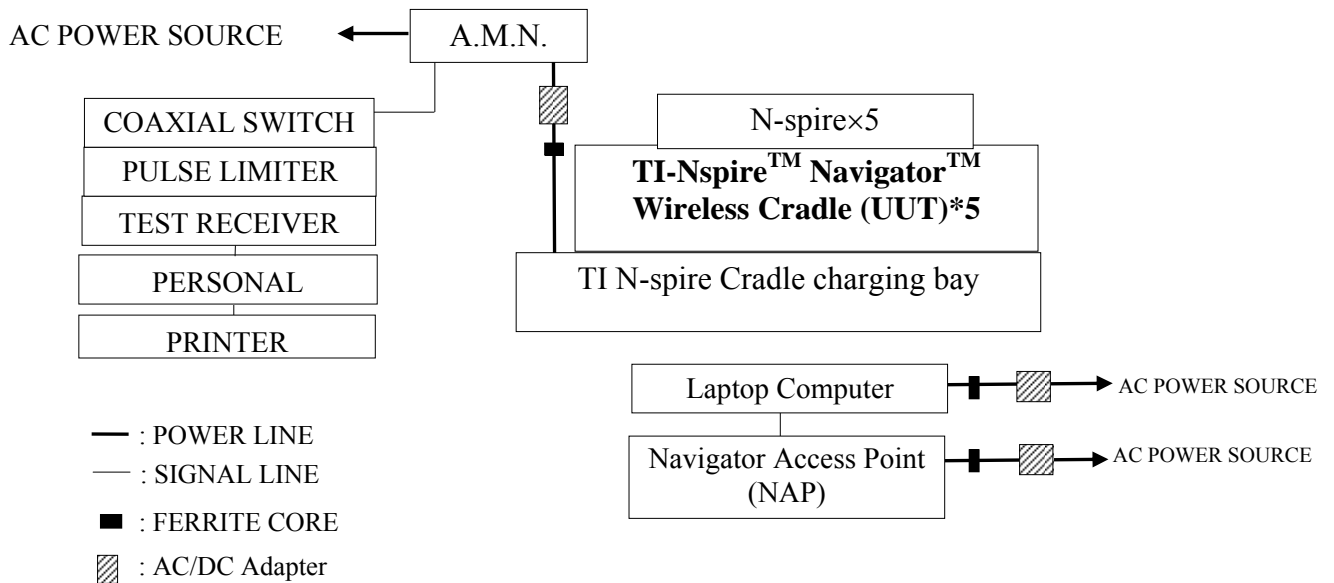 AC POWER SOURCE
A.M.N.
COAXIAL SWITCH
PULSE LIMITER
TEST RECEIVER
PERSONAL
PRINTER
N-spire×5
TI-Nspire™ Navigator™
Wireless Cradle (UUT)*5
TI N-spire Cradle charging bay
Laptop Computer
AC POWER SOURCE
Navigator Access Point
(NAP)
AC POWER SOURCE
: POWER LINE
: SIGNAL LINE
: FERRITE CORE
: AC/DC Adapter